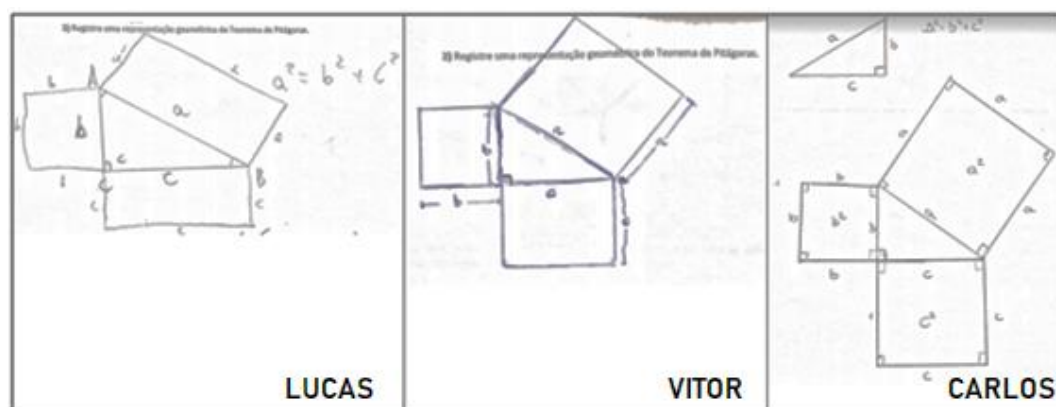 3) Registre uma representação geométrica do Teorema de Pitágoras.
a² = b² + c²
A
b
b
a
c
C
B
c
c
LUCAS
3) Registre uma representação geométrica do Teorema de Pitágoras.
a
b
a
VITOR
a
b
c
a
a
a²
a
a
b
b
b
b
c
c²
c
c
CARLOS